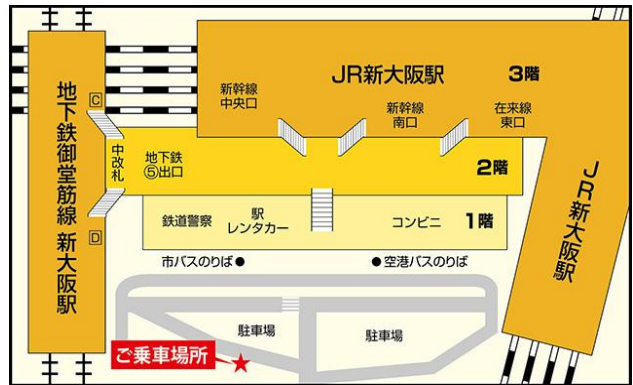 JR新大阪駅
3階
新幹線
中央口
新幹線
南口
在来線
東口
地下鉄御堂筋線 新大阪駅
C
D
中改札
地下鉄
⑤出口
2階
鉄道警察
駅
レンタカー
コンビニ
1階
JR新大阪駅
市バスのりば●
●空港バスのりば
駐車場
駐車場
ご乗車場所